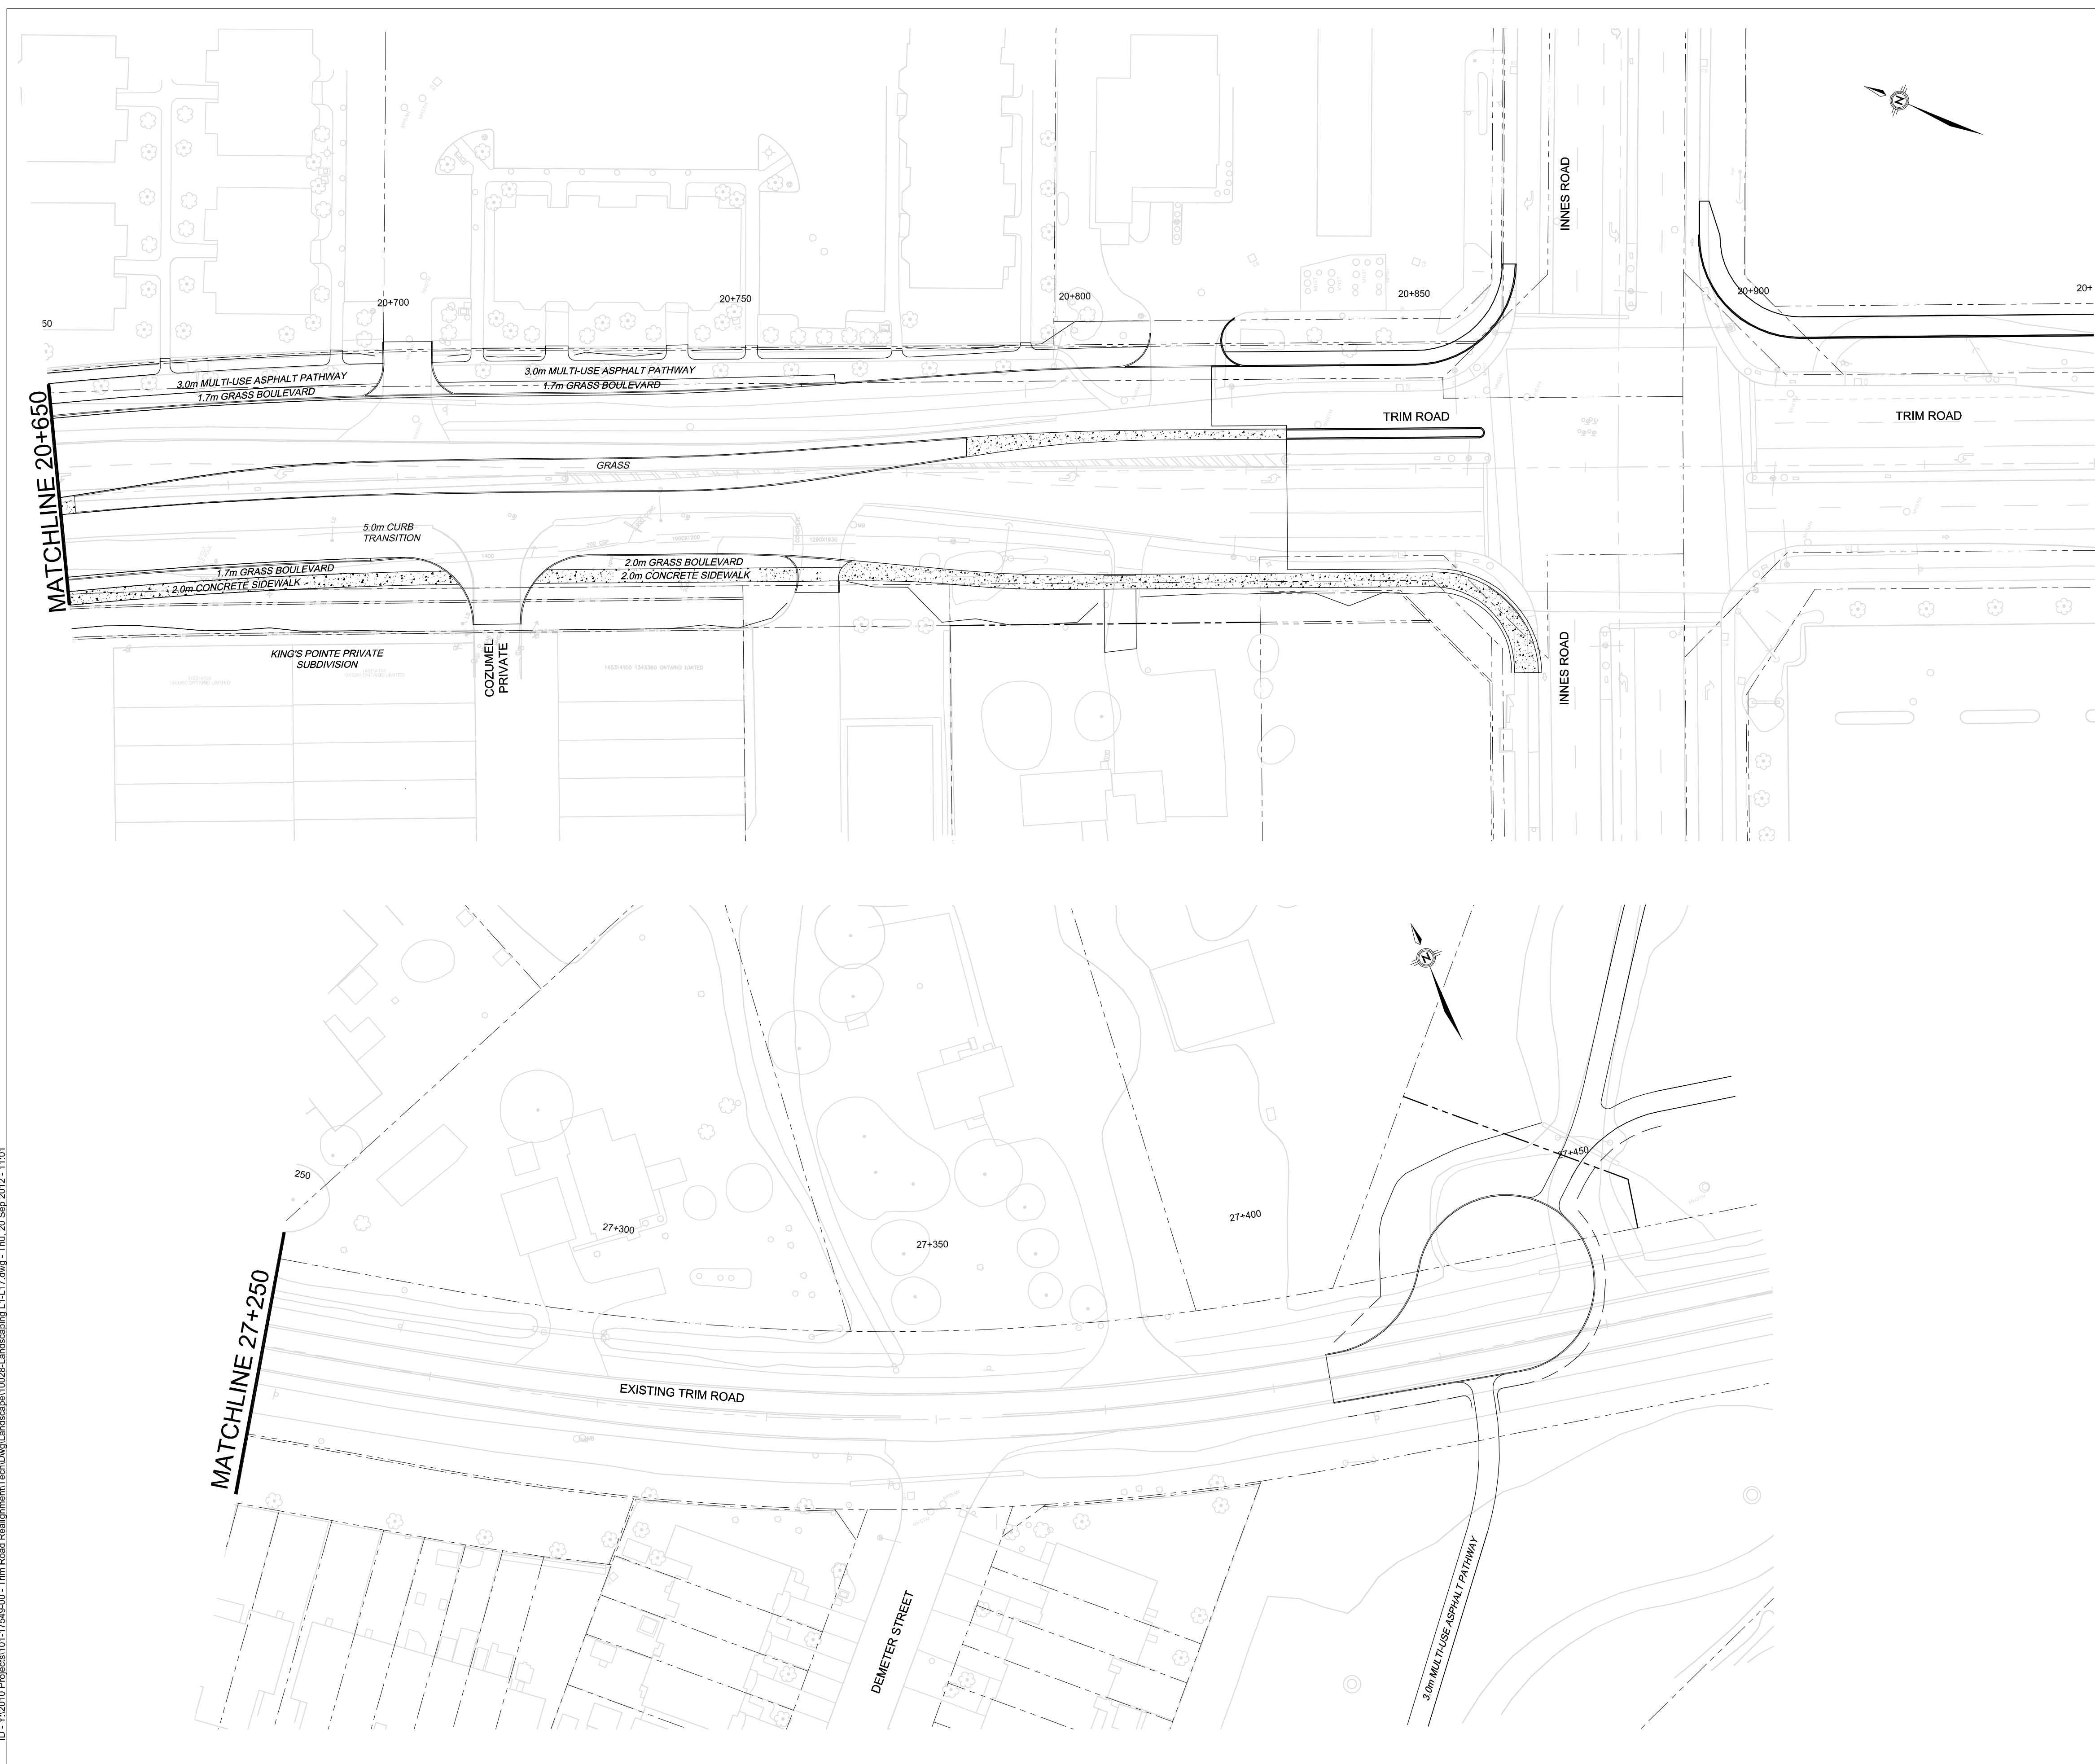 INNES ROAD
20+700
20+750
20+800
20+850
20+900
20+
50
3.0m MULTI-USE ASPHALT PATHWAY
1.7m GRASS BOULEVARD
3.0m MULTI-USE ASPHALT PATHWAY
1.7m GRASS BOULEVARD
TRIM ROAD
TRIM ROAD
MATCHLINE 20+650
GRASS
5.0m CURB
TRANSITION
1.7m GRASS BOULEVARD
2.0m CONCRETE SIDEWALK
2.0m GRASS BOULEVARD
2.0m CONCRETE SIDEWALK
KING'S POINTE PRIVATE
SUBDIVISION
COZUMEL
PRIVATE
INNES ROAD
N
N
250
27+300
27+350
27+400
27+450
MATCHLINE 27+250
EXISTING TRIM ROAD
DEMETER STREET
3.0m MULTI-USE ASPHALT PATHWAY